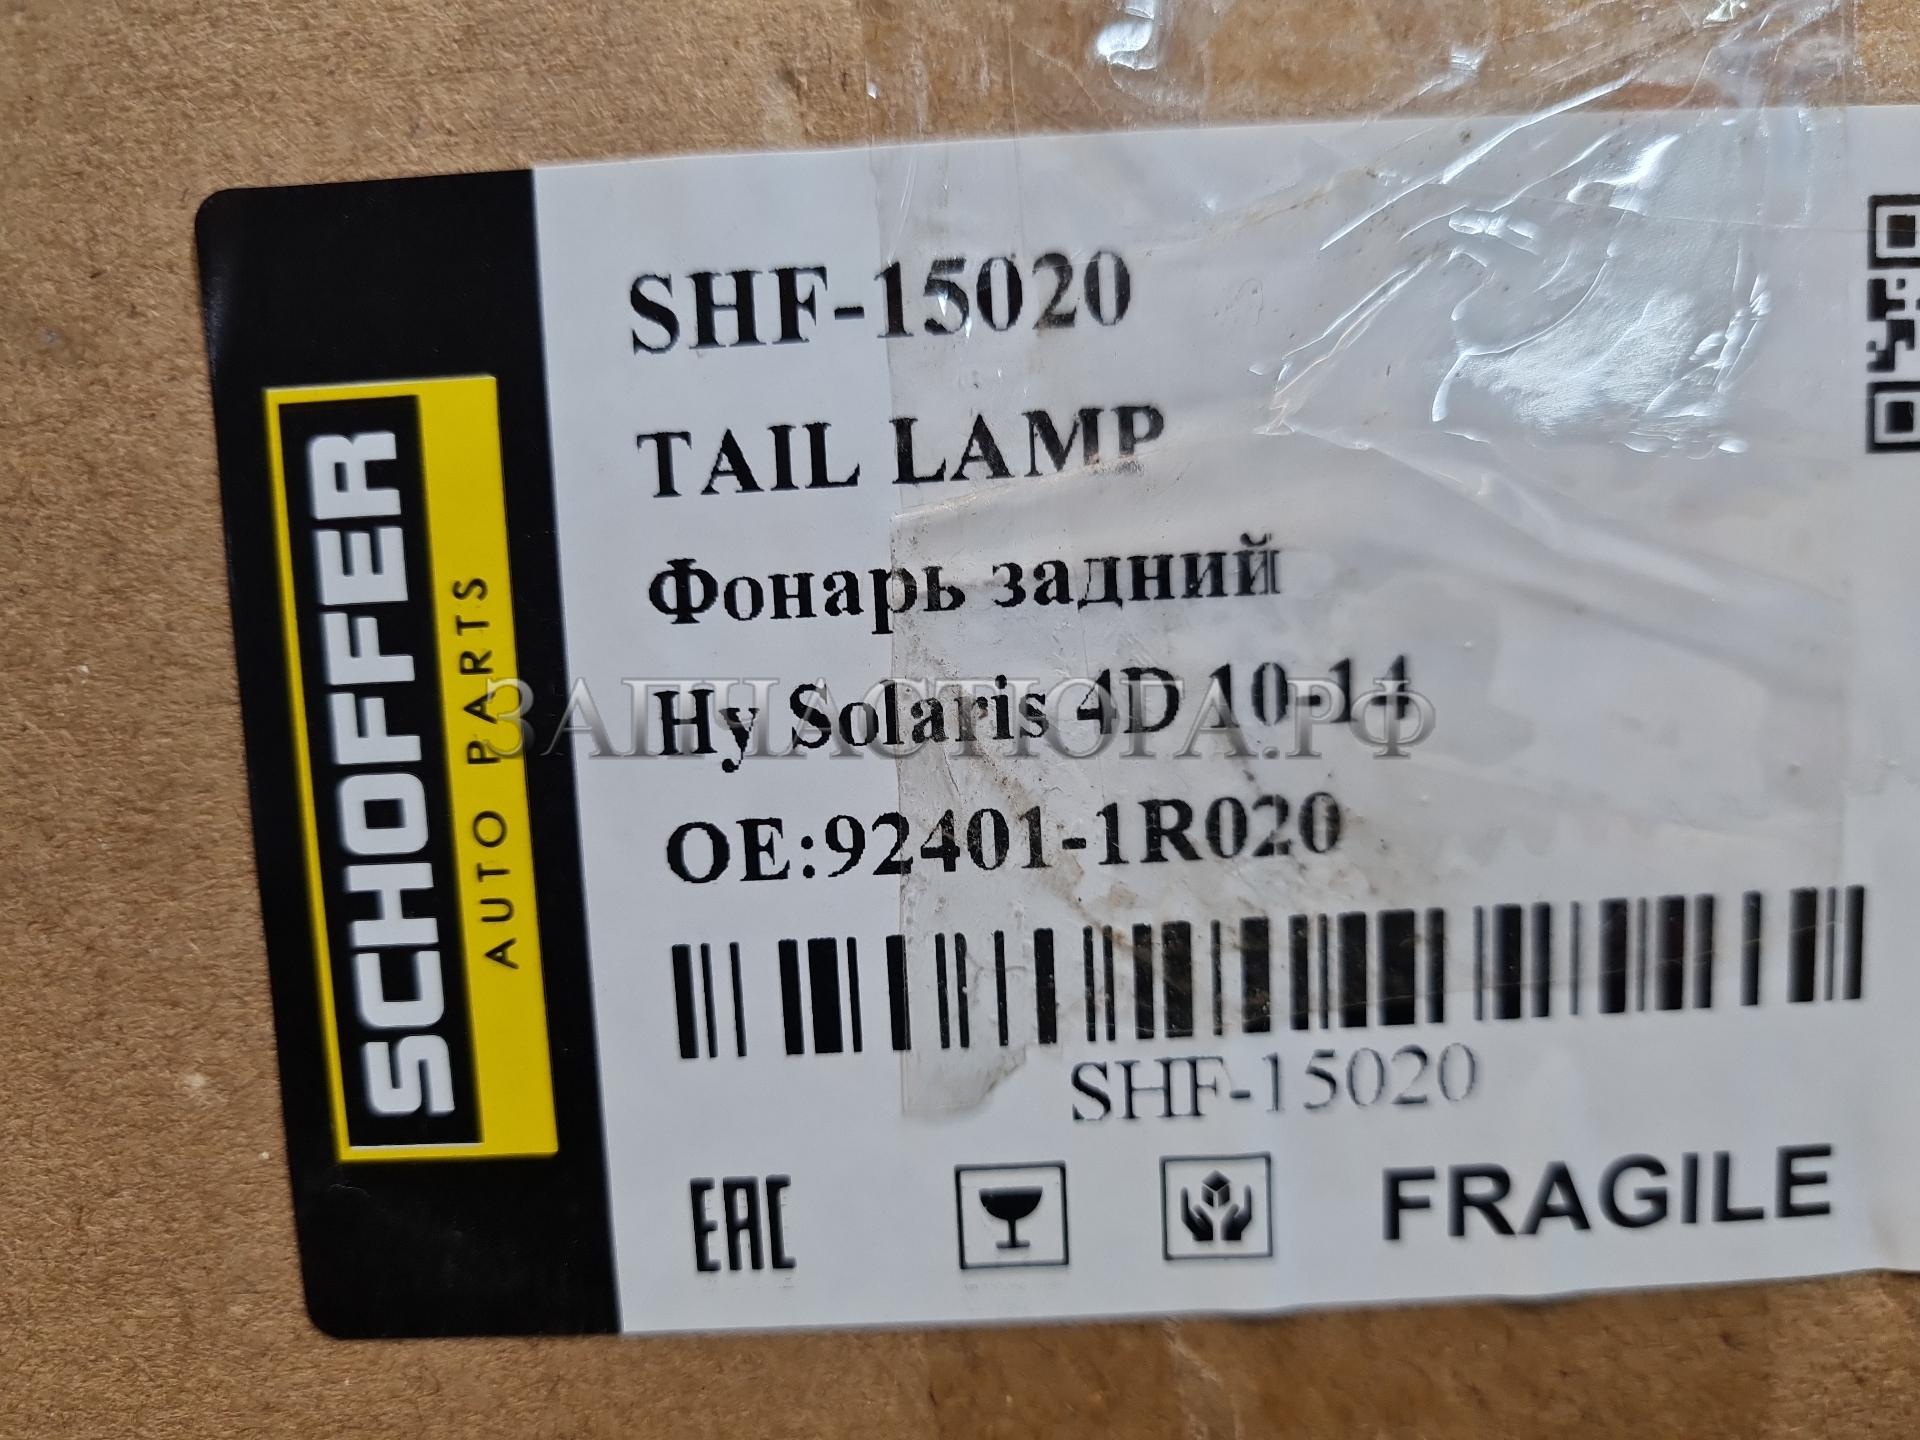 SHF-15020
TAIL LAMP
Фонарь задний
Hy Solaris 4D 10-14
OE:92401-1R020
SHF-15020
EAC
FRAGILE
SCHOFFER
AUTO PARTS
ЗАПЧАСТЮГА.РФ